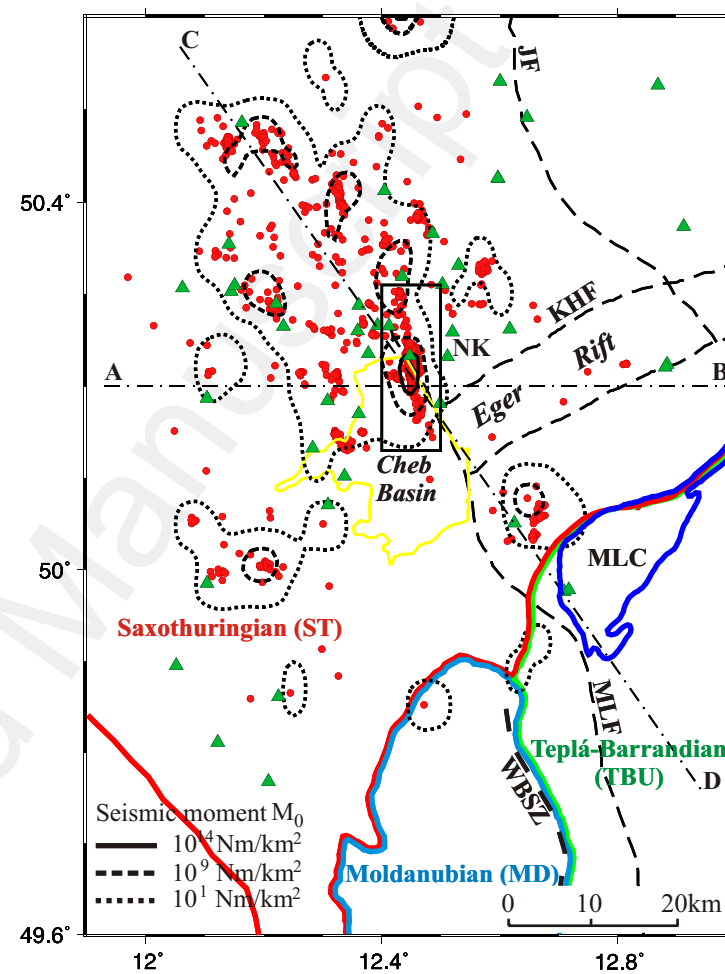 C
JF
50.4°
KHF
NK
Rift
A
B
Eger
Cheb
Basin
50°
MLC
Saxothuringian (ST)
MLF
Teplá-Barrandian
(TBU)
D
WBSZ
Seismic moment M0
10^14 Nm/km²
10^9 Nm/km²
10^1 Nm/km²
Moldanubian (MD)
0 10 20km
49.6°
12° 12.4° 12.8°
Manuscript